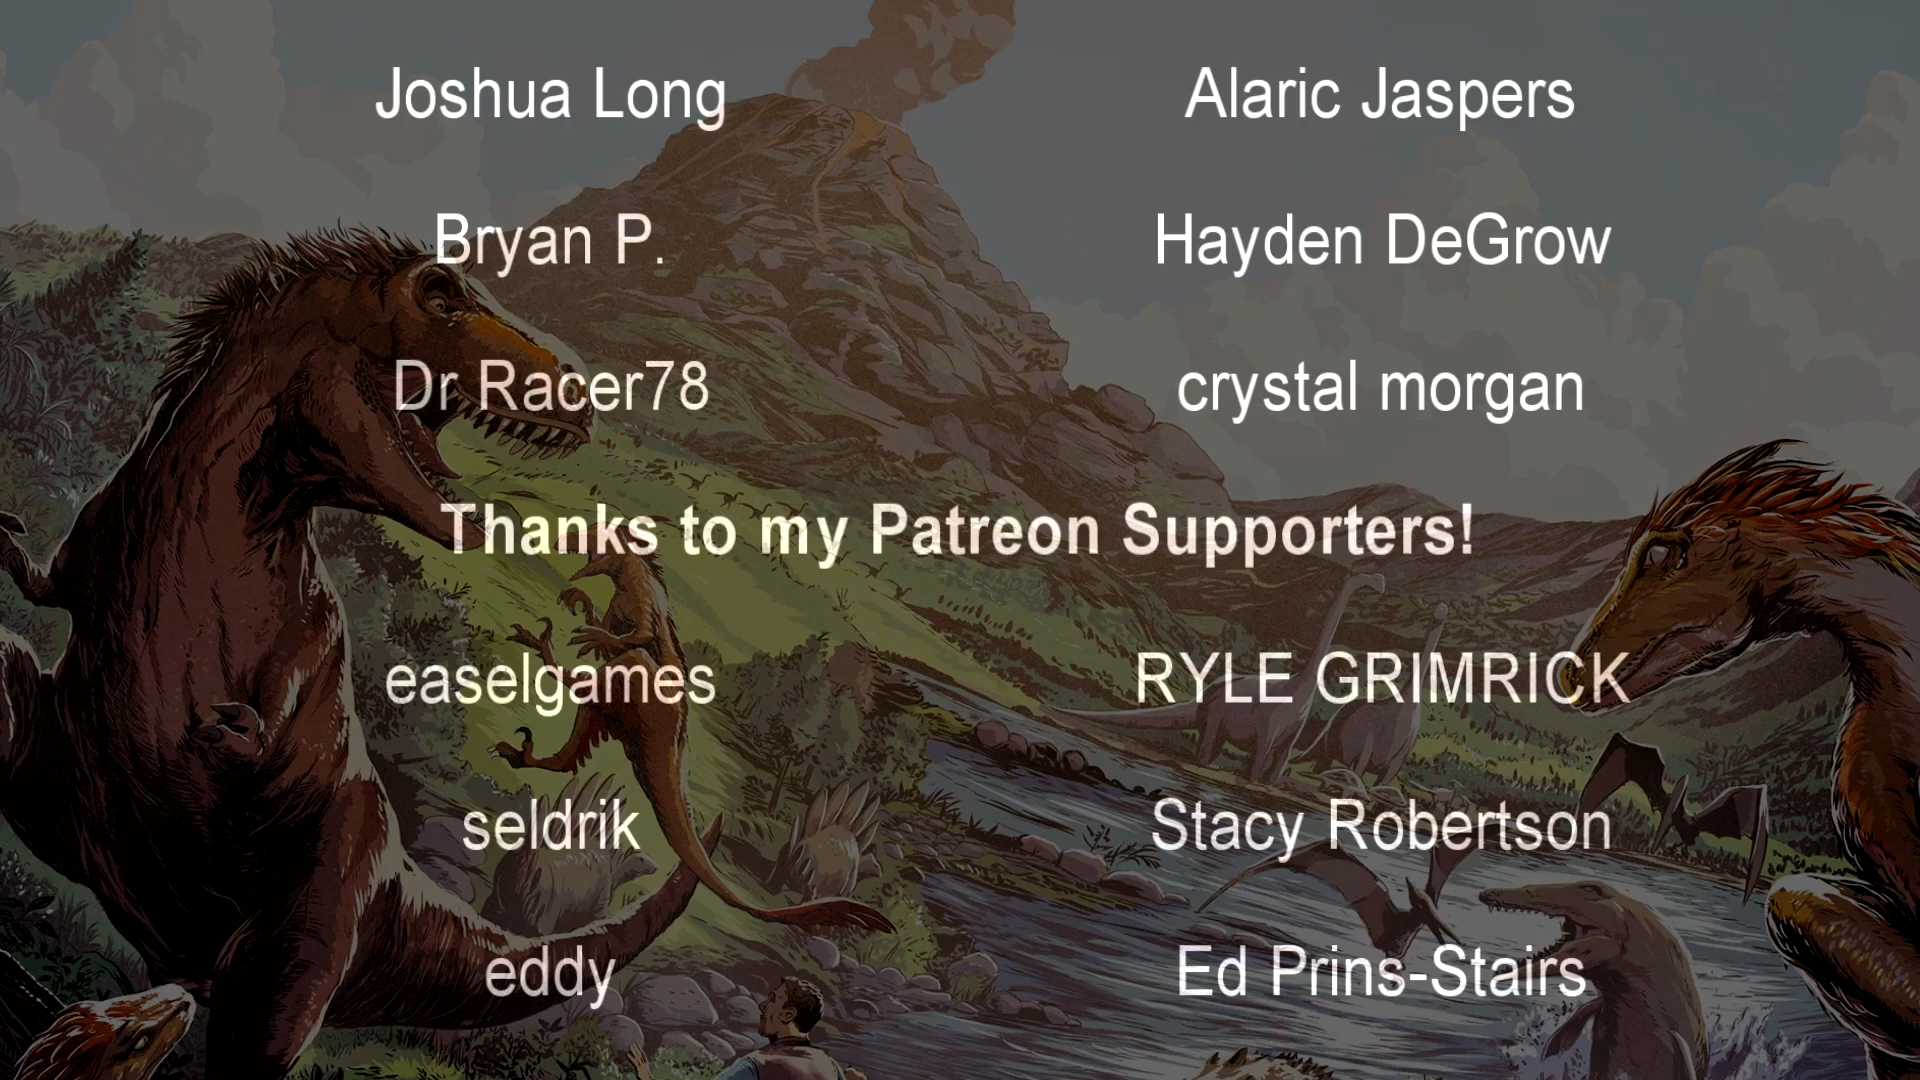 Joshua Long
Alaric Jaspers
Bryan P.
Hayden DeGrow
Dr Racer78
crystal morgan
Thanks to my Patreon Supporters!
easelgames
RYLE GRIMRICK
seldrik
Stacy Robertson
eddy
Ed Prins-Stairs